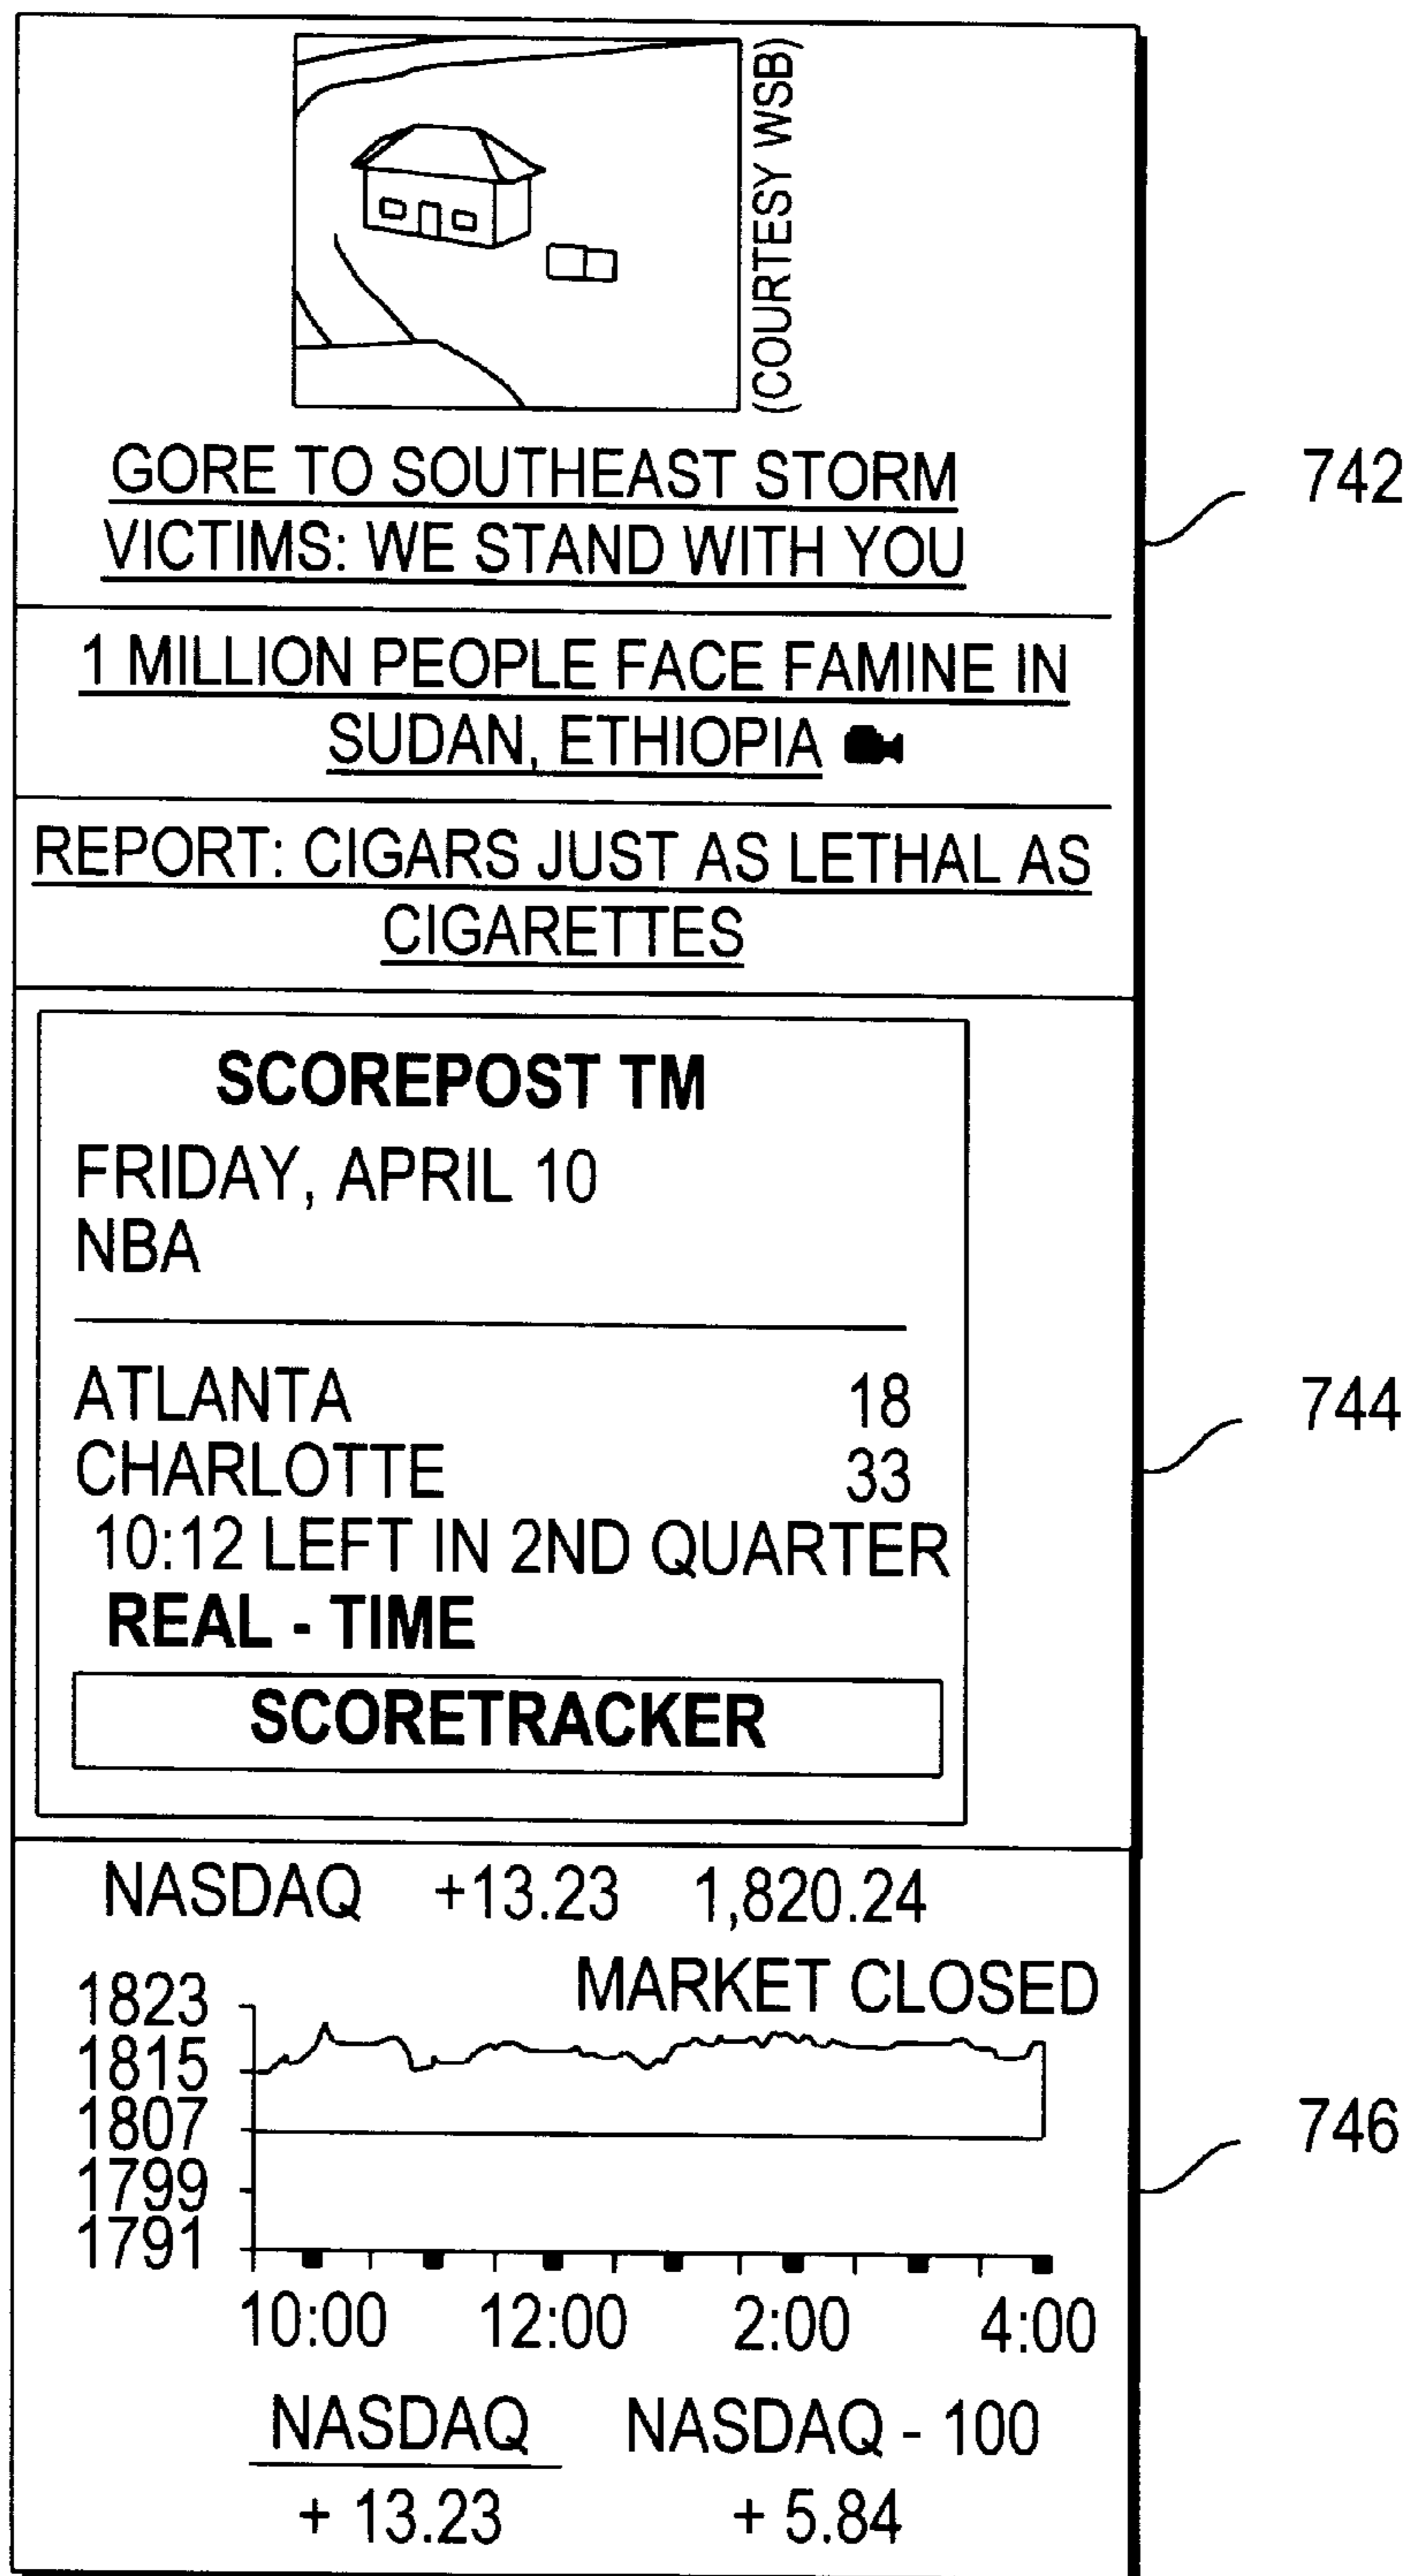 (COURTESY WSB)
GORE TO SOUTHEAST STORM
VICTIMS: WE STAND WITH YOU
742
1 MILLION PEOPLE FACE FAMINE IN
SUDAN, ETHIOPIA
REPORT: CIGARS JUST AS LETHAL AS
CIGARETTES
SCOREPOST TM
FRIDAY, APRIL 10
NBA
ATLANTA 18
744
CHARLOTTE 33
10:12 LEFT IN 2ND QUARTER
REAL - TIME
SCORETRACKER
NASDAQ +13.23 1,820.24
MARKET CLOSED
1823
1815
1807
746
1799
1791
10:00 12:00 2:00 4:00
NASDAQ NASDAQ - 100
+ 13.23 + 5.84